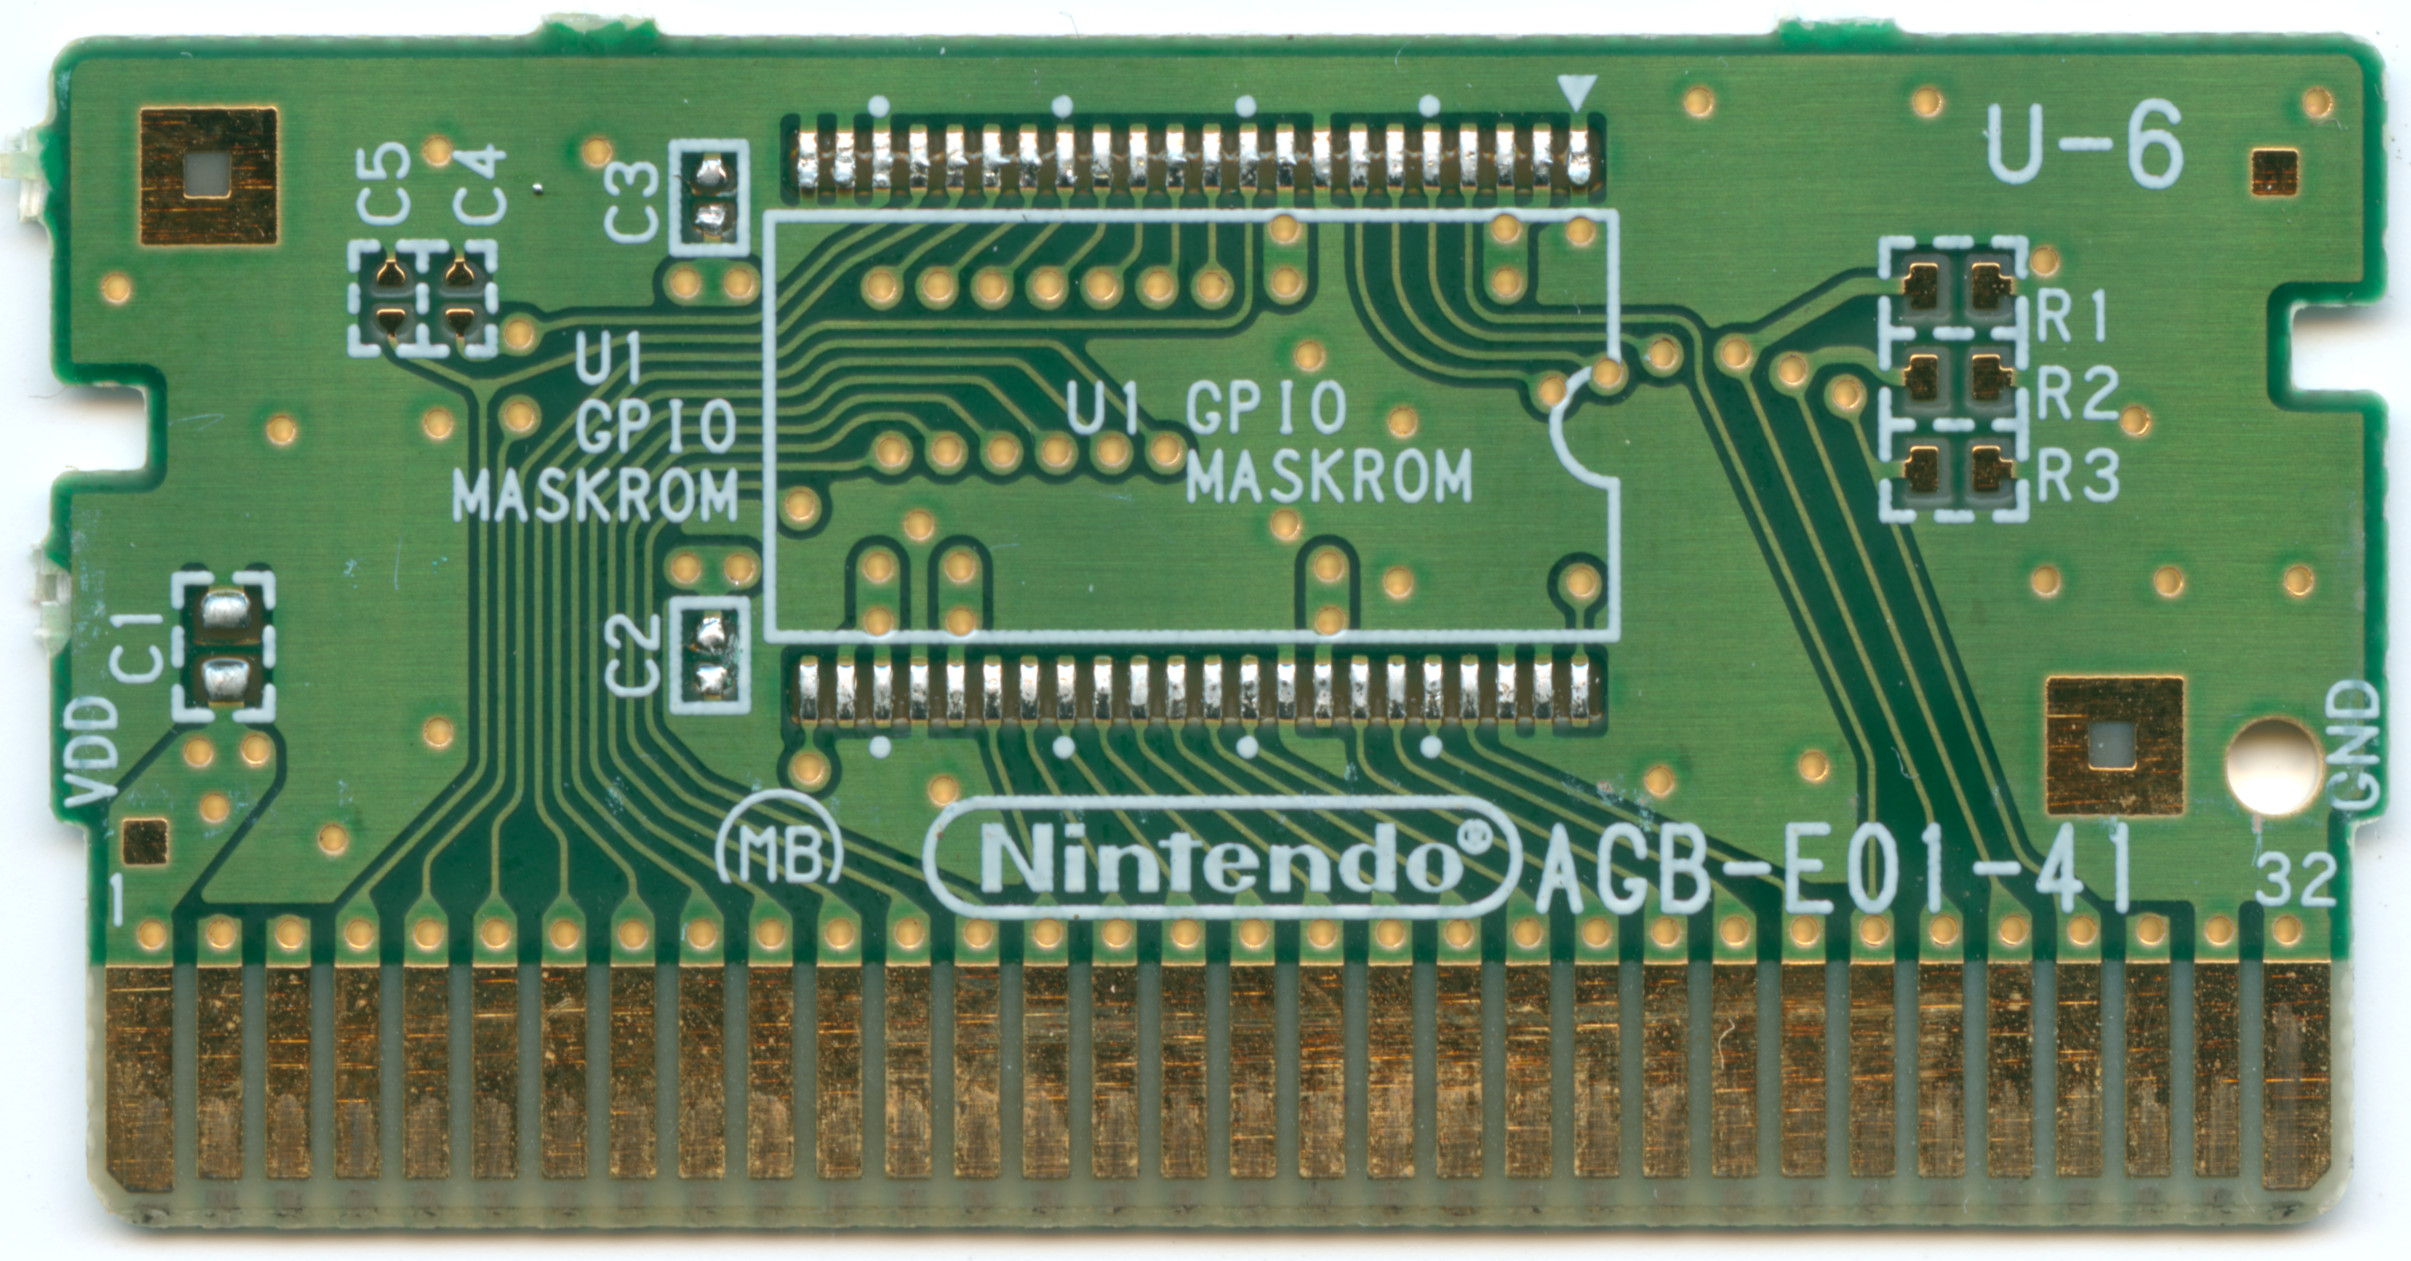 U-6
C5
C4
C3
R1
R2
R3
U1
GPIO
MASKROM
U1 GPIO
MASKROM
C1
C2
VDD
GND
MB
Nintendo®
AGB-E01-41
1
32